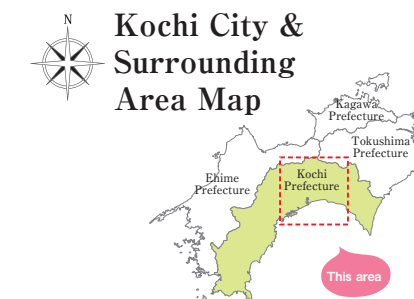 N
Kochi City &
Surrounding
Area Map
Kagawa
Prefecture
Tokushima
Prefecture
Ehime
Prefecture
Kochi
Prefecture
This area